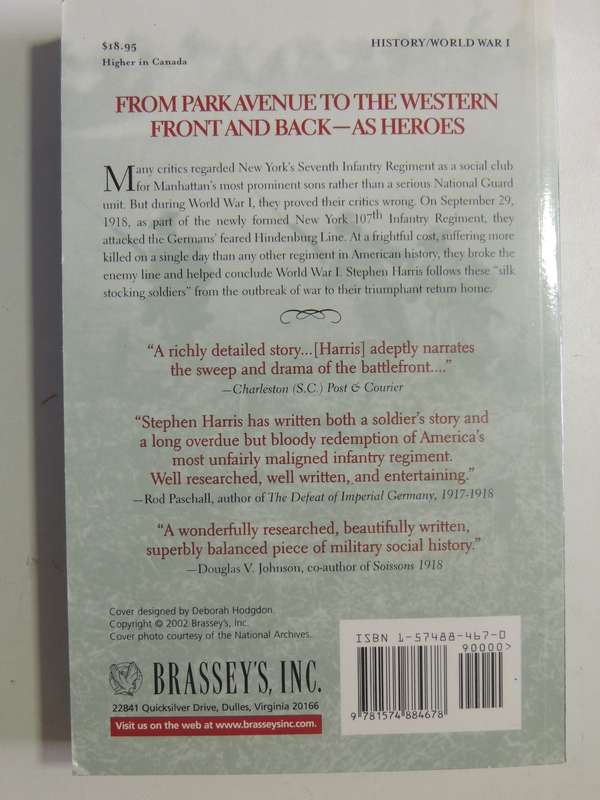 $18.95
HISTORY/WORLD WAR I
Higher in Canada
FROM PARK AVENUE TO THE WESTERN
FRONT AND BACK—AS HEROES
Many critics regarded New York's Seventh Infantry Regiment as a social club
for Manhattan's most prominent sons rather than a serious National Guard
unit. But during World War I, they proved their critics wrong. On September 29,
1918, as part of the newly formed New York 107th Infantry Regiment, they
attacked the Germans' feared Hindenburg Line. At a frightful cost, suffering more
killed on a single day than any other regiment in American history, they broke the
enemy line and helped conclude World War I. Stephen Harris follows these “silk
stocking soldiers” from the outbreak of war to their triumphant return home.
“A richly detailed story...[Harris] adeptly narrates
the sweep and drama of the battlefront....”
—Charleston (S.C.) Post & Courier
“Stephen Harris has written both a soldier's story and
a long overdue but bloody redemption of America's
most unfairly maligned infantry regiment.
Well researched, well written, and entertaining.”
—Rod Paschall, author of The Defeat of Imperial Germany, 1917-1918
“A wonderfully researched, beautifully written,
superbly balanced piece of military social history.”
—Douglas V. Johnson, co-author of Soissons 1918
Cover designed by Deborah Hodgdon.
Copyright © 2002 Brassey's, Inc.
Cover photo courtesy of the National Archives.
BRASSEY'S, INC.
22841 Quicksilver Drive, Dulles, Virginia 20166
Visit us on the web at www.brasseysinc.com.
ISBN 1-57488-467-0
90000>
9 781574 884678